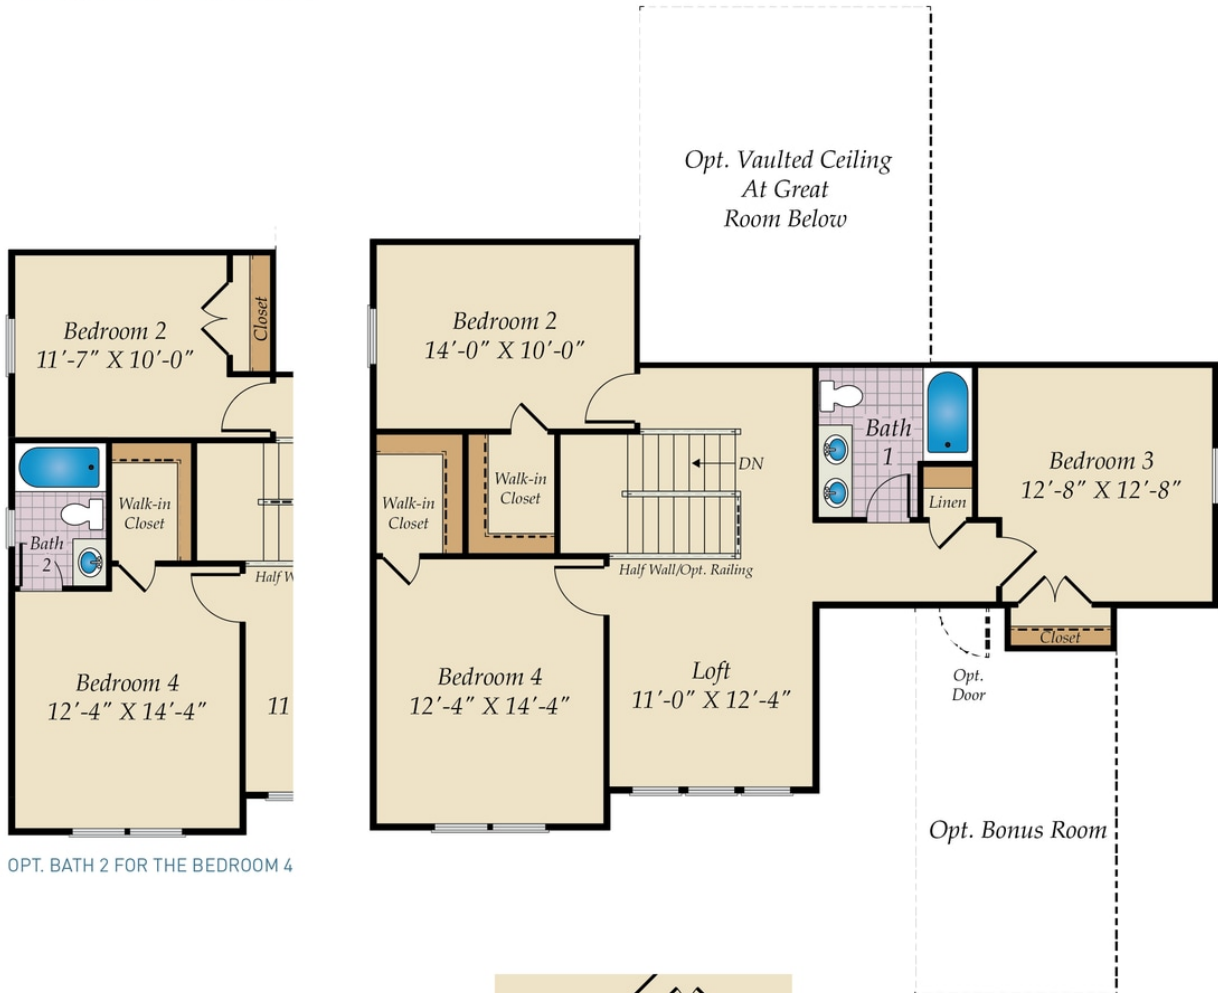 Opt. Vaulted Ceiling
At Great
Room Below
Bedroom 2
11'-7" X 10'-0"
Closet
Walk-in
Closet
Bath
2
Half W
Bedroom 4
12'-4" X 14'-4"
11
OPT. BATH 2 FOR THE BEDROOM 4
Bedroom 2
14'-0" X 10'-0"
Walk-in
Closet
Walk-in
Closet
DN
Half Wall/Opt. Railing
Bath
1
Linen
Bedroom 3
12'-8" X 12'-8"
Closet
Bedroom 4
12'-4" X 14'-4"
Loft
11'-0" X 12'-4"
Opt.
Door
Opt. Bonus Room